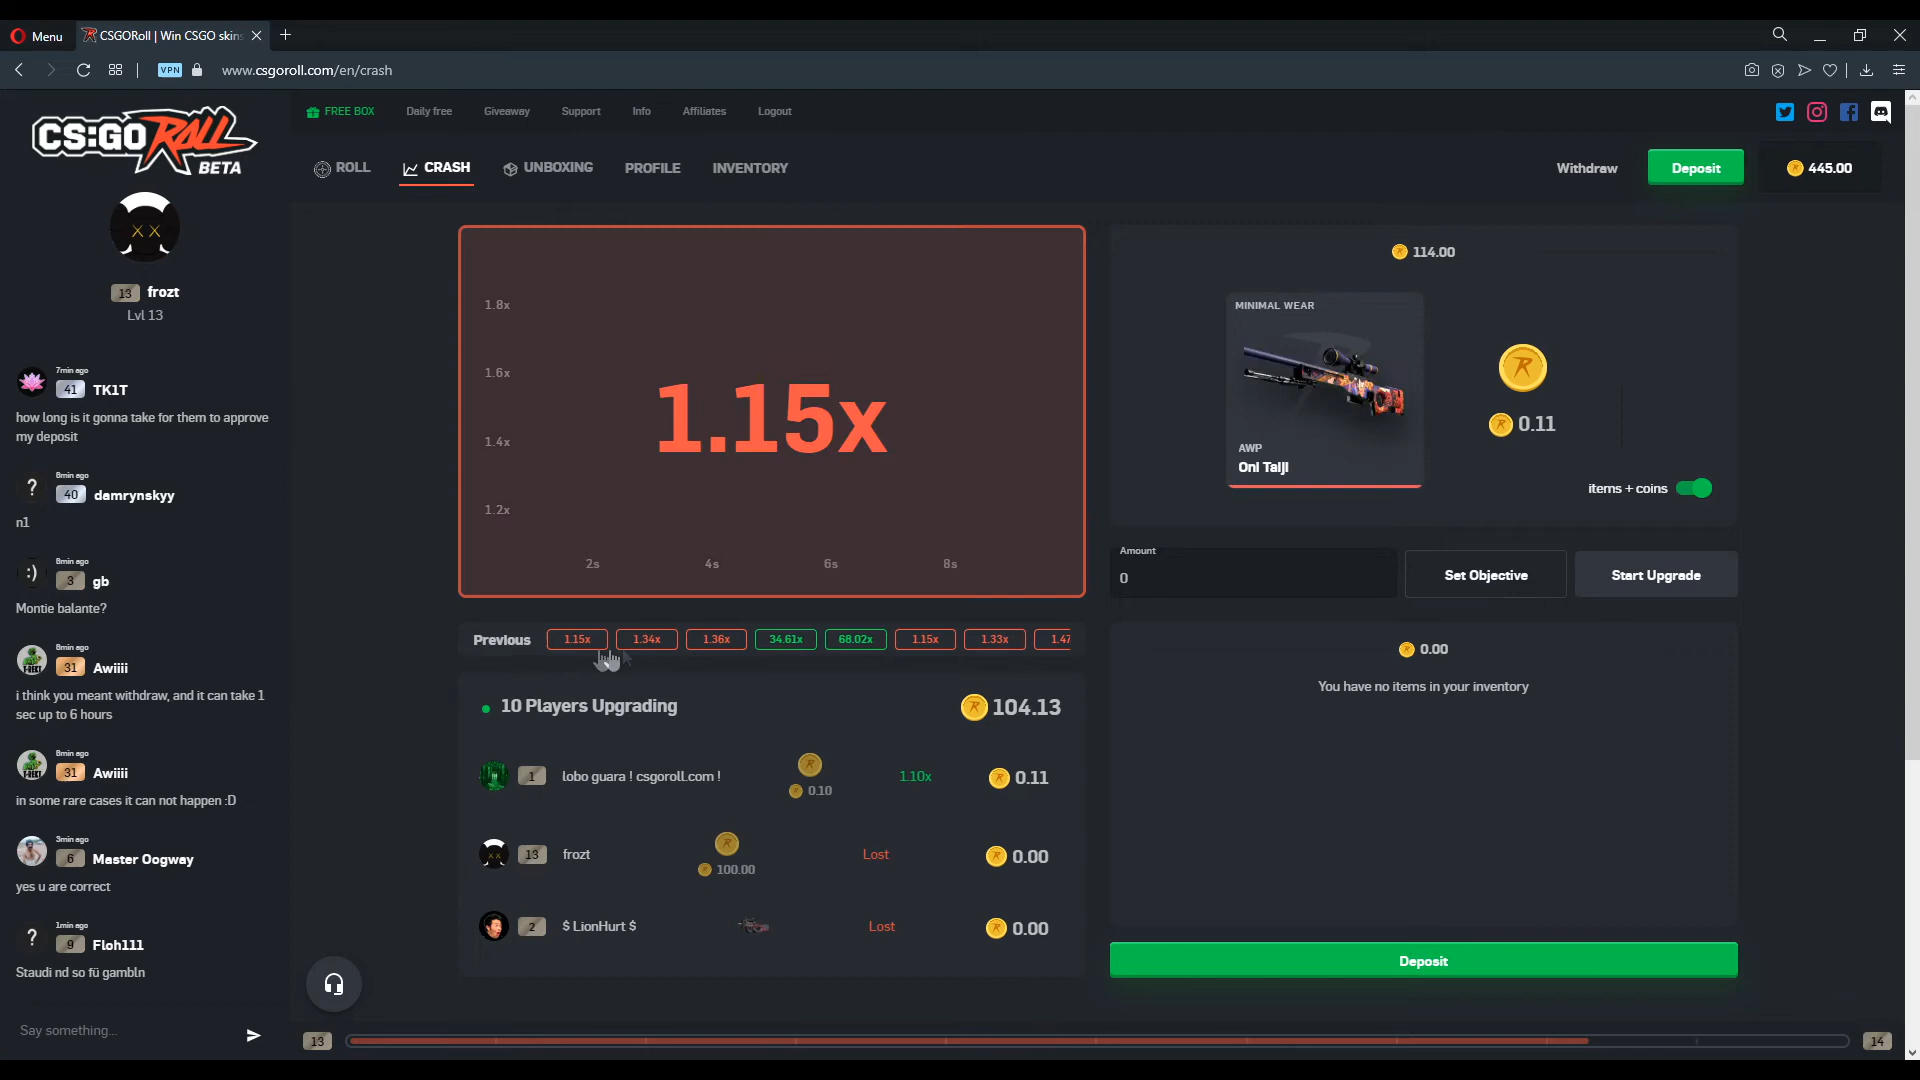 Menu
CSGORoll | Win CSGO skins
VPN
www.csgoroll.com/en/crash
CS:GO ROLL
BETA
13 frozt
Lvl 13
7min ago
41 TK1T
how long is it gonna take for them to approve
my deposit
8min ago
40 damrynskyy
n1
8min ago
3 gb
Montie balante?
8min ago
31 Awiiii
i think you meant withdraw, and it can take 1
sec up to 6 hours
8min ago
31 Awiiii
in some rare cases it can not happen :D
3min ago
6 Master Oogway
yes u are correct
1min ago
9 Floh111
Staudi nd so fü gambln
Say something...
FREE BOX Daily free Giveaway Support Info Affiliates Logout
ROLL CRASH UNBOXING PROFILE INVENTORY
Withdraw Deposit 445.00
1.8x
1.6x
1.4x
1.2x
1.15x
2s 4s 6s 8s
Previous 1.15x 1.34x 1.36x 34.61x 68.02x 1.15x 1.33x 1.47
10 Players Upgrading 104.13
1 lobo guara ! csgoroll.com ! 0.10 1.10x 0.11
13 frozt 100.00 Lost 0.00
2 $ LionHurt $ Lost 0.00
114.00
MINIMAL WEAR
AWP
Oni Taiji
0.11
items + coins
Amount
0
Set Objective Start Upgrade
0.00
You have no items in your inventory
Deposit
13 14